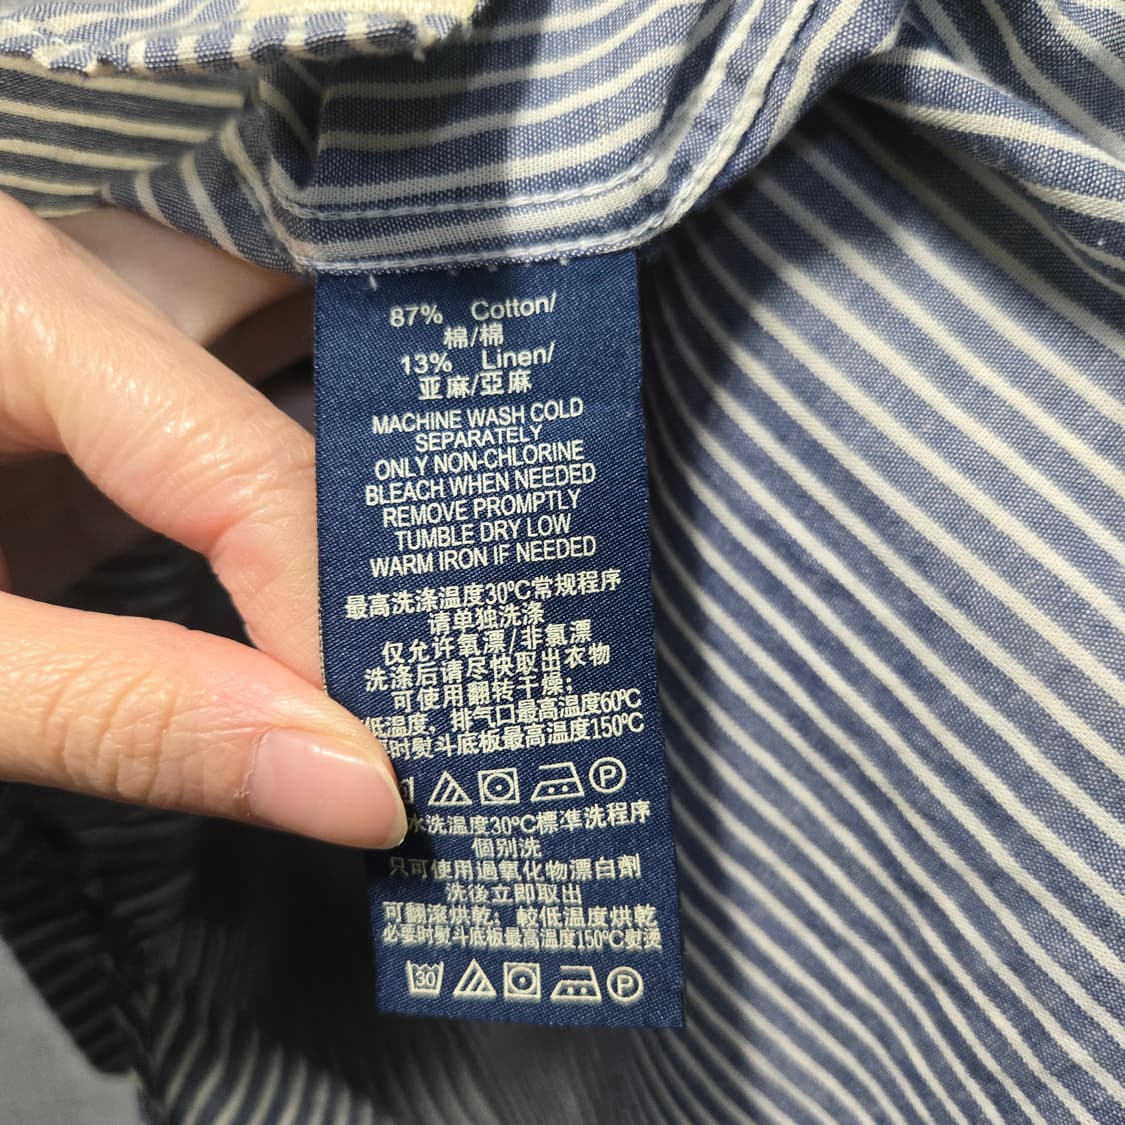 87% Cotton/
棉/棉
13% Linen/
亚麻/亞麻
MACHINE WASH COLD
SEPARATELY
ONLY NON-CHLORINE
BLEACH WHEN NEEDED
REMOVE PROMPTLY
TUMBLE DRY LOW
WARM IRON IF NEEDED
最高洗涤温度30℃常规程序
请单独洗涤
仅允许氧漂/非氯漂
洗涤后请尽快取出衣物
可使用翻转干燥;
低温度,排气口最高温度60℃
时熨斗底板最高温度150℃
P
水洗温度30℃標準洗程序
個別洗
只可使用過氧化物漂白劑
洗後立即取出
可翻滾烘乾;較低溫度烘乾
必要时熨斗底板最高温度150℃熨烫
30 P